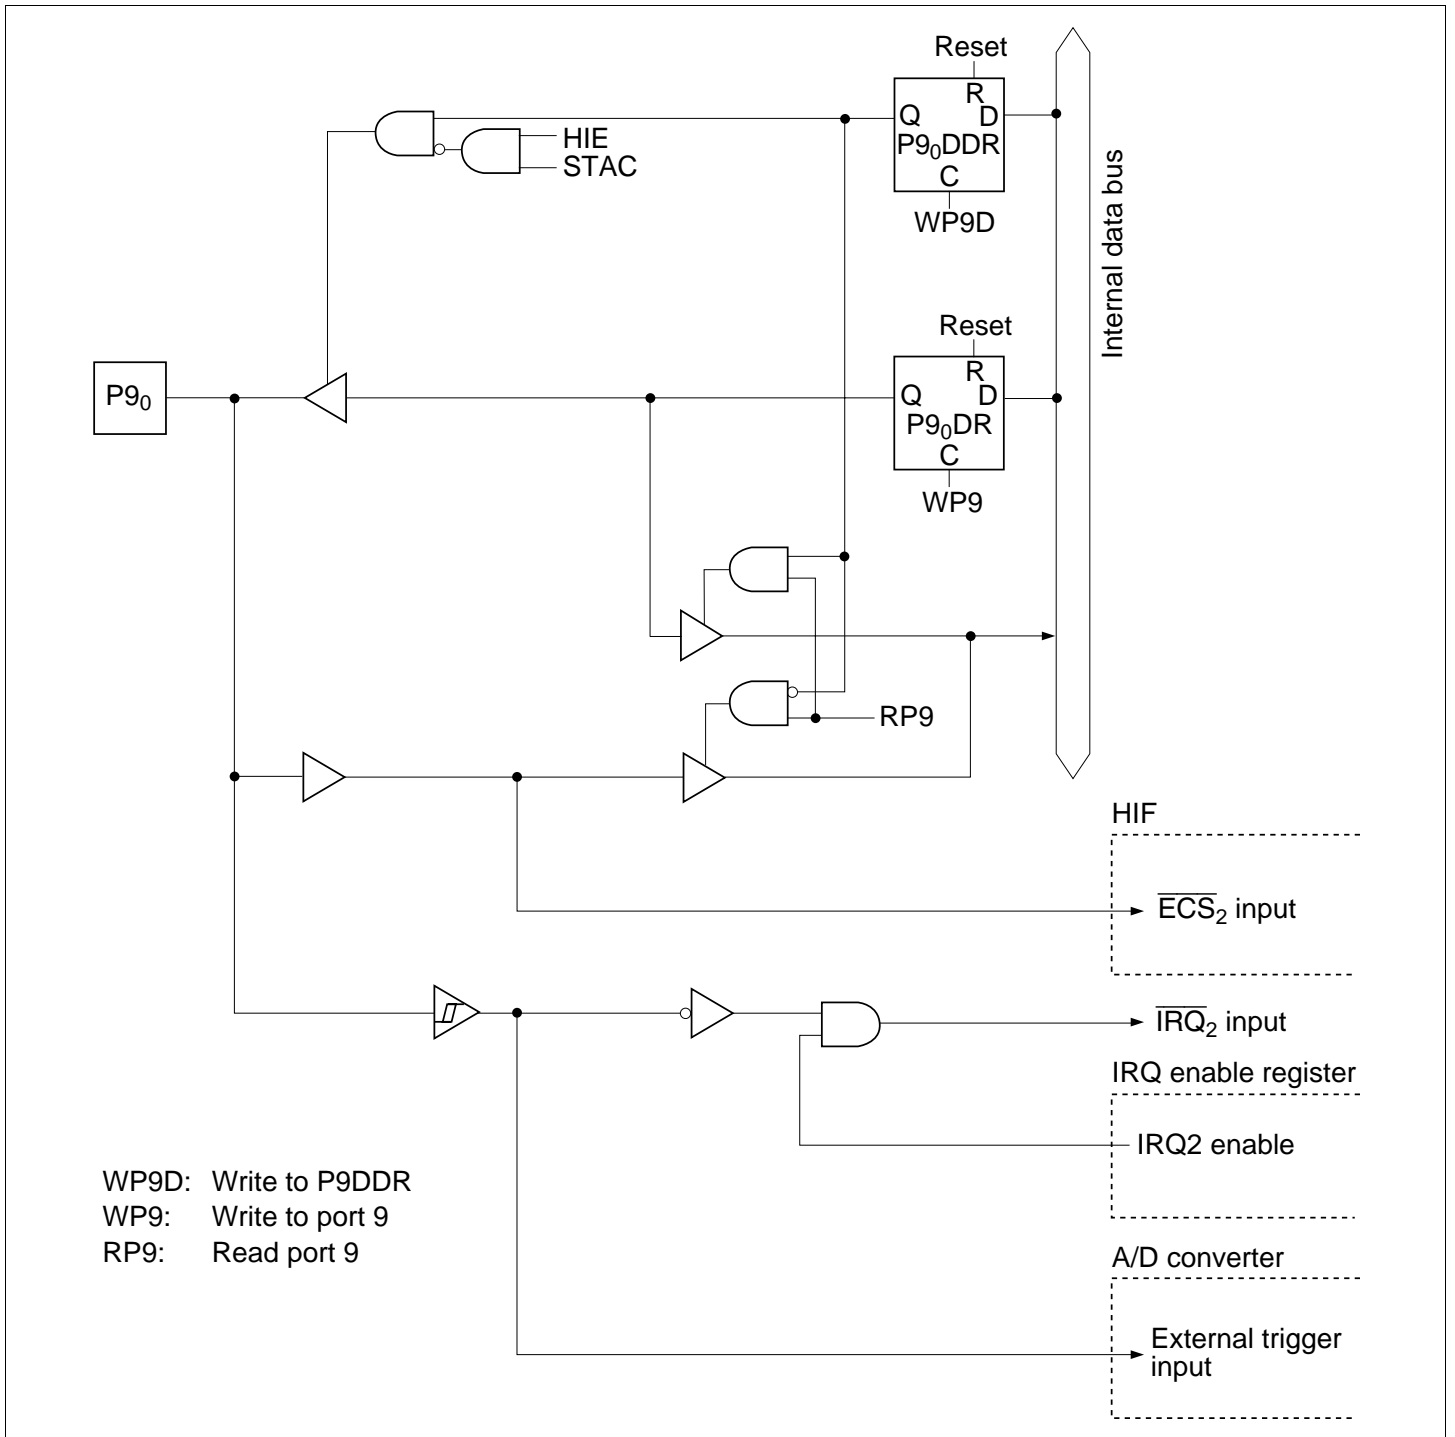 Reset
R
Q
D
P9₀DDR
C
WP9D
HIE
STAC
Internal data bus
Reset
R
Q
D
P9₀DR
C
WP9
P9₀
RP9
HIF
E̅C̅S̅₂ input
I̅R̅Q̅₂ input
IRQ enable register
IRQ2 enable
WP9D: Write to P9DDR
WP9: Write to port 9
RP9: Read port 9
A/D converter
External trigger
input